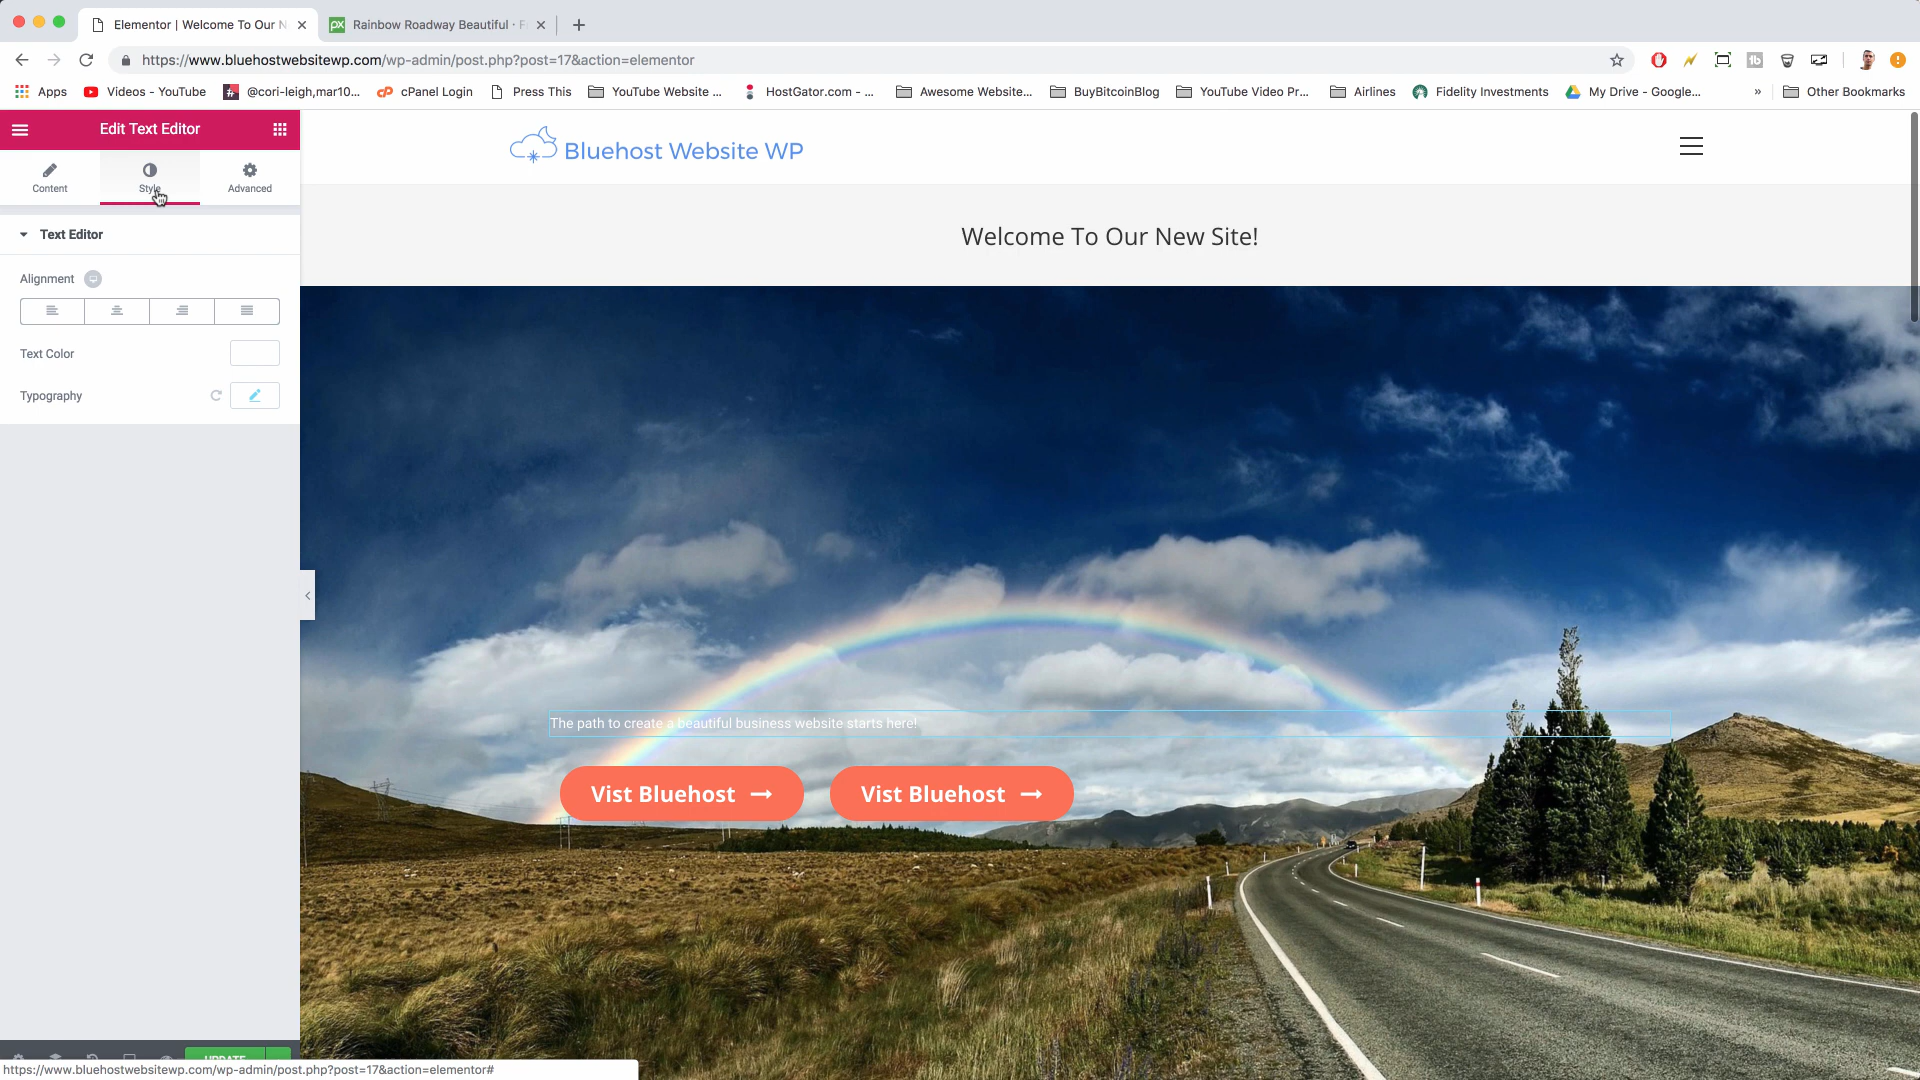 Elementor | Welcome To Our N
Rainbow Roadway Beautiful · F
https://www.bluehostwebsitewp.com/wp-admin/post.php?post=17&action=elementor
Apps
Videos - YouTube
@cori-leigh,mar10...
cPanel Login
Press This
YouTube Website ...
HostGator.com - ...
Awesome Website...
BuyBitcoinBlog
YouTube Video Pr...
Airlines
Fidelity Investments
My Drive - Google...
»
Other Bookmarks
Edit Text Editor
Content
Style
Advanced
Text Editor
Alignment
Text Color
Typography
Bluehost Website WP
Welcome To Our New Site!
The path to create a beautiful business website starts here!
Vist Bluehost
Vist Bluehost
UPDATE
https://www.bluehostwebsitewp.com/wp-admin/post.php?post=17&action=elementor#